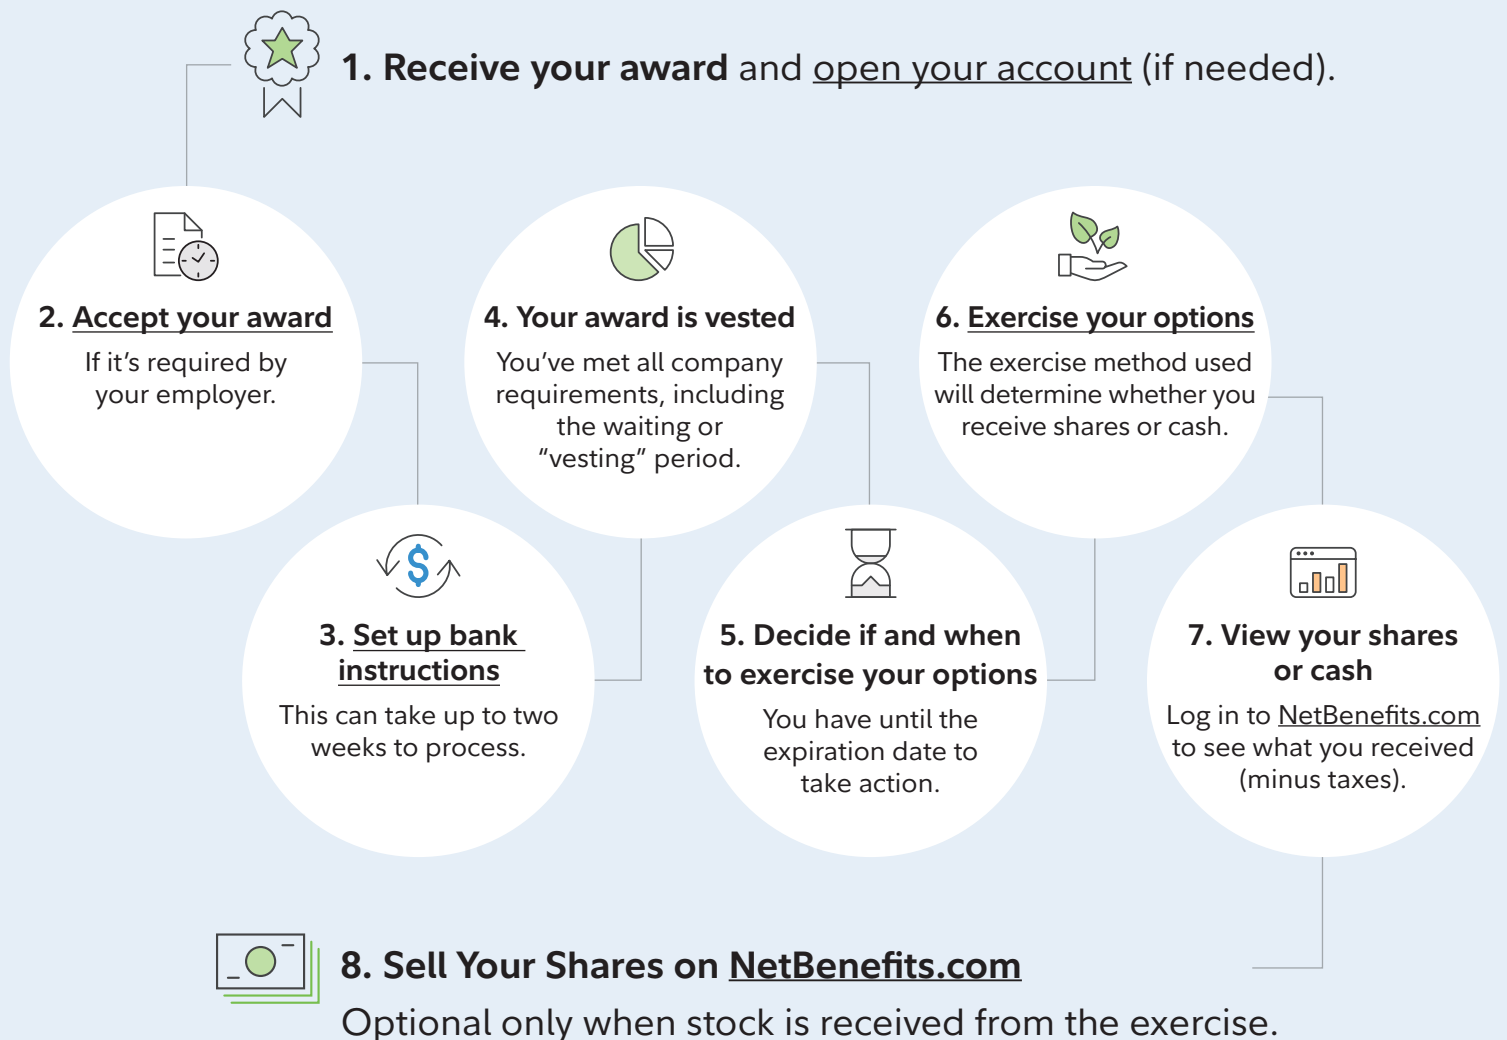 1. Receive your award and open your account (if needed).
2. Accept your award
If it’s required by
your employer.
3. Set up bank
instructions
This can take up to two
weeks to process.
4. Your award is vested
You’ve met all company
requirements, including
the waiting or
“vesting” period.
5. Decide if and when
to exercise your options
You have until the
expiration date to
take action.
6. Exercise your options
The exercise method used
will determine whether you
receive shares or cash.
7. View your shares
or cash
Log in to NetBenefits.com
to see what you received
(minus taxes).
8. Sell Your Shares on NetBenefits.com
Optional only when stock is received from the exercise.